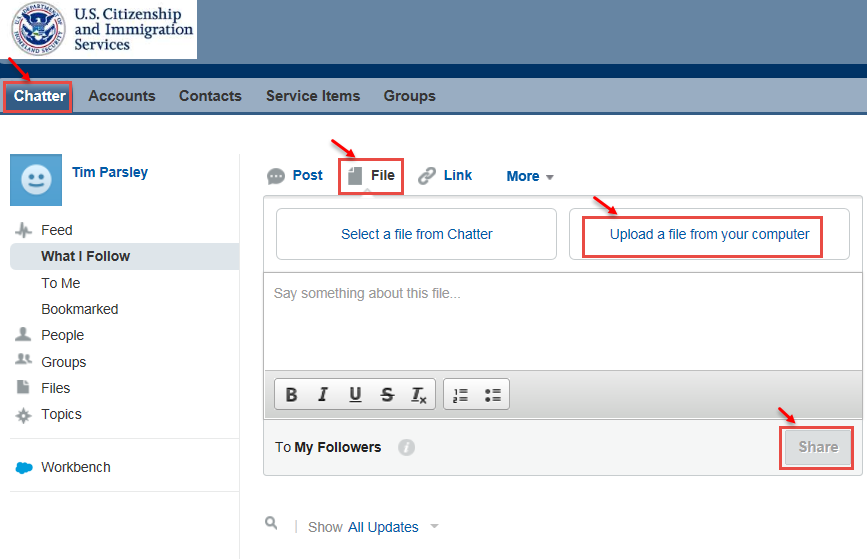 U.S. Citizenship
and Immigration
Services
Chatter Accounts Contacts Service Items Groups
Tim Parsley
Feed
What I Follow
To Me
Bookmarked
People
Groups
Files
Topics
Workbench
Post File Link More
Select a file from Chatter Upload a file from your computer
Say something about this file...
B I U S Tx
To My Followers i Share
Show All Updates